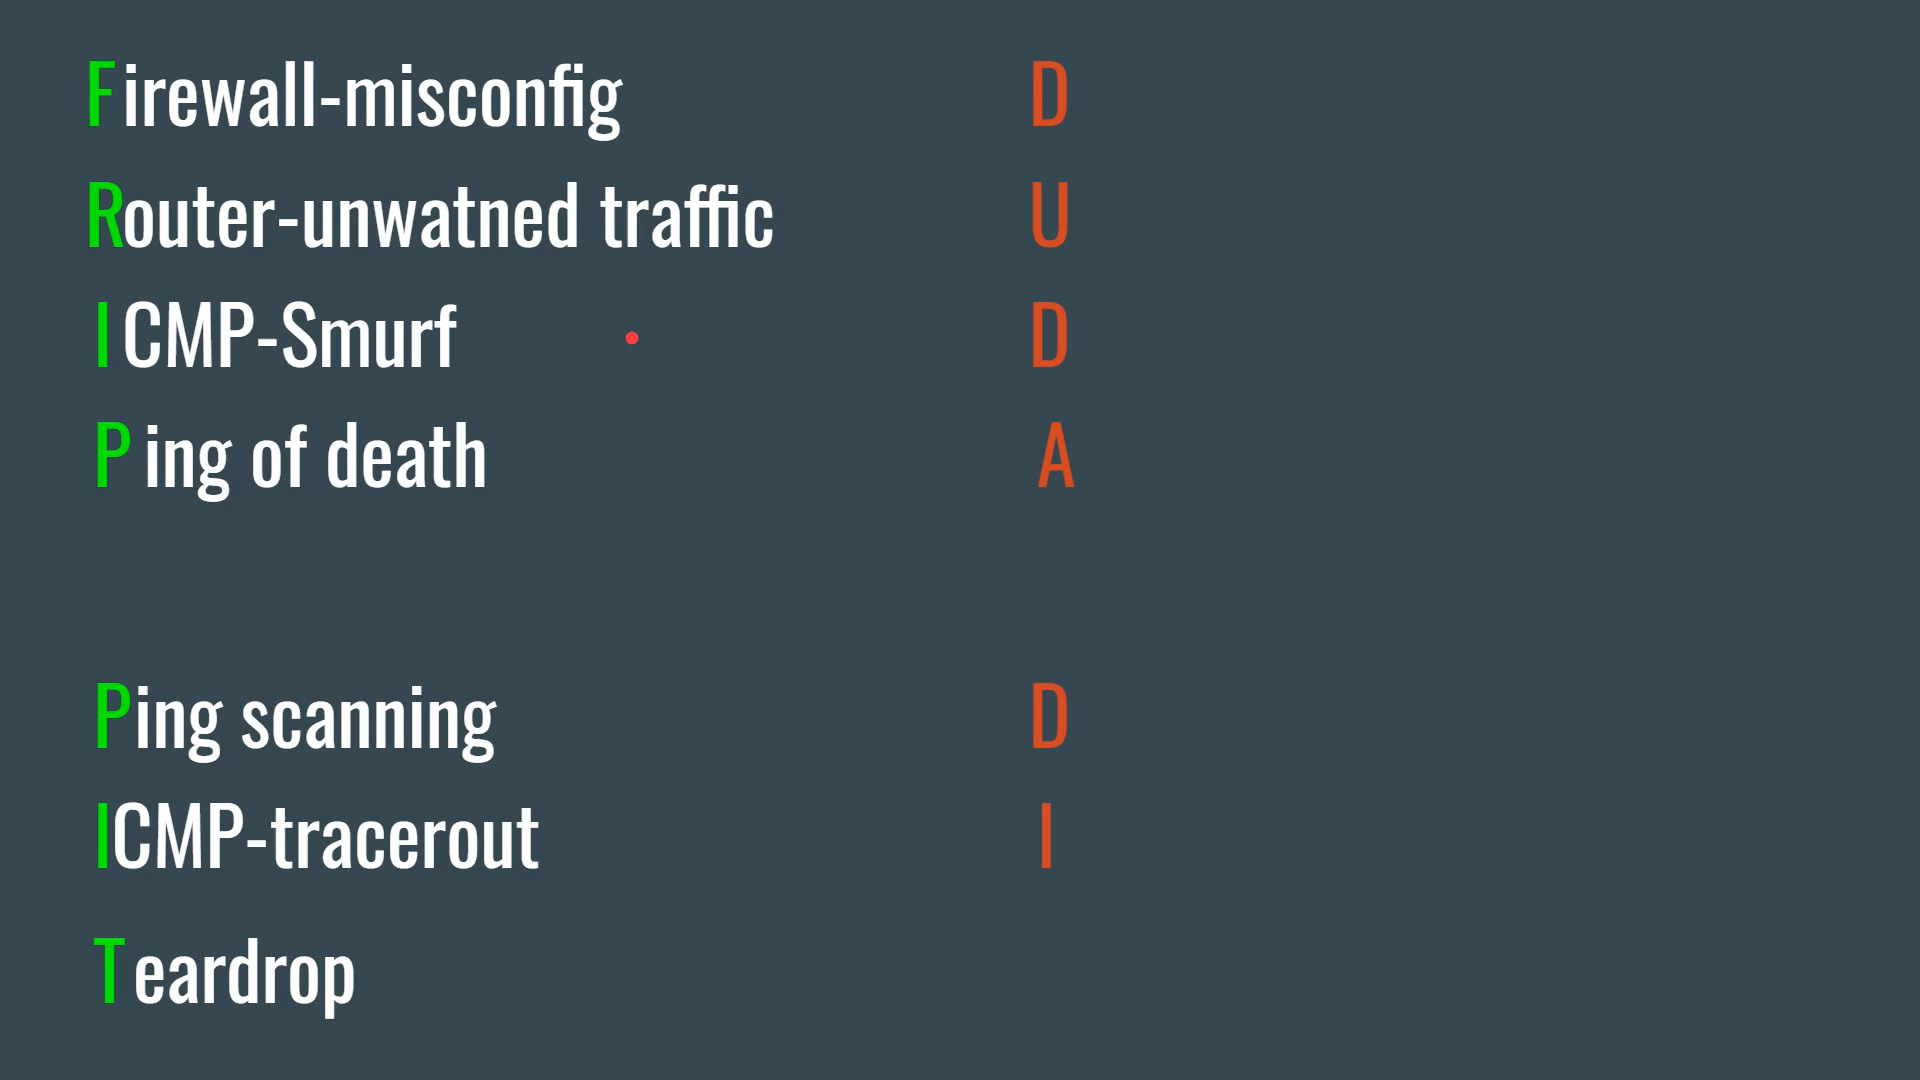 Firewall-misconfig D
Router-unwatned traffic U
ICMP-Smurf D
Ping of death A
Ping scanning D
ICMP-tracerout I
Teardrop